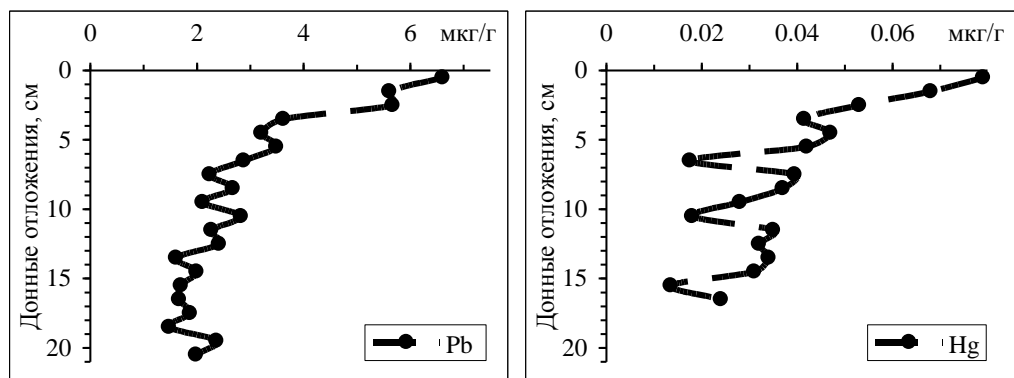 0 2 4 6 мкг/г
0
5
10
15
20
Донные отложения, см
Pb
0 0.02 0.04 0.06 мкг/г
0
5
10
15
20
Донные отложения, см
Hg